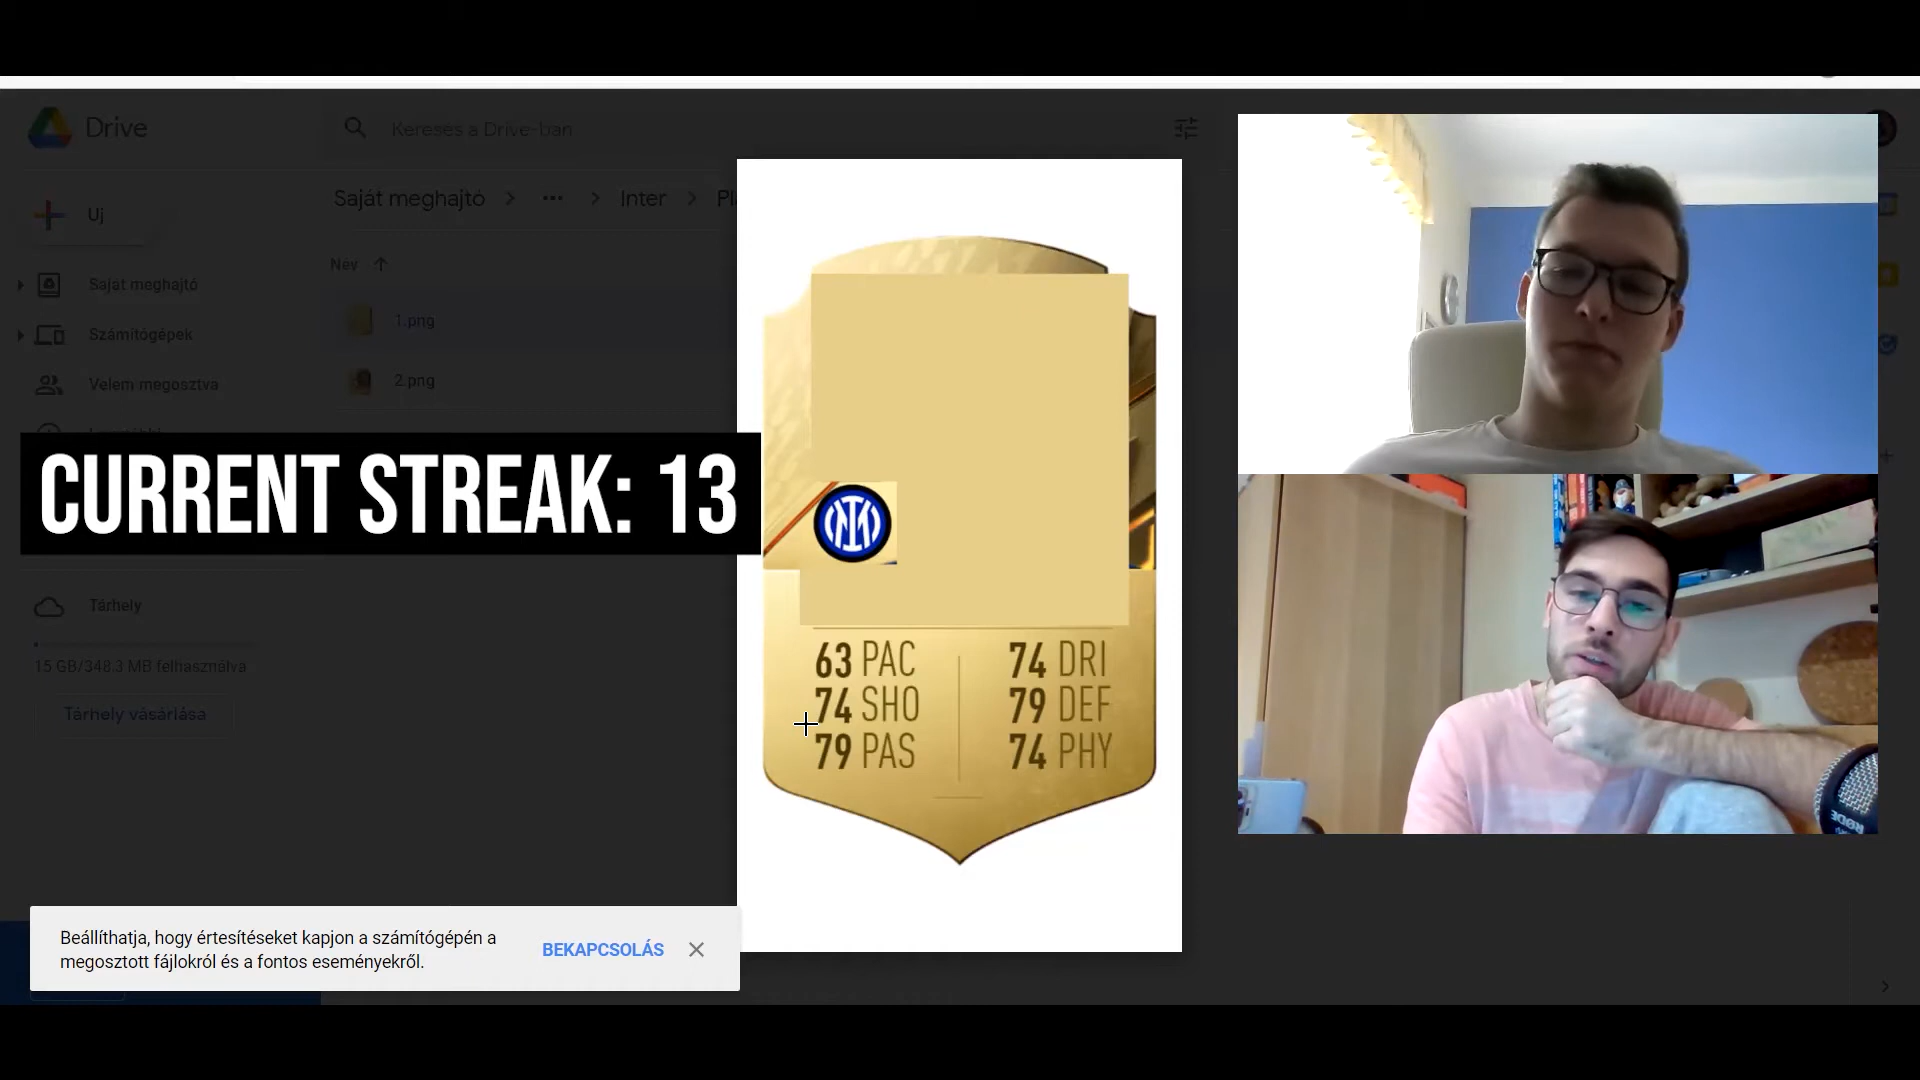 Drive
Keresés a Drive-ban
Új
Saját meghajtó
Inter
Név
Saját meghajtó
1.png
Számítógépek
2.png
Velem megosztva
CURRENT STREAK: 13
Tárhely
15 GB/348.3 MB felhasználva
Tárhely vásárlása
63 PAC
74 DRI
74 SHO
79 DEF
79 PAS
74 PHY
Beállíthatja, hogy értesítéseket kapjon a számítógépén a
megosztott fájlokról és a fontos eseményekről.
BEKAPCSOLÁS
RØDE